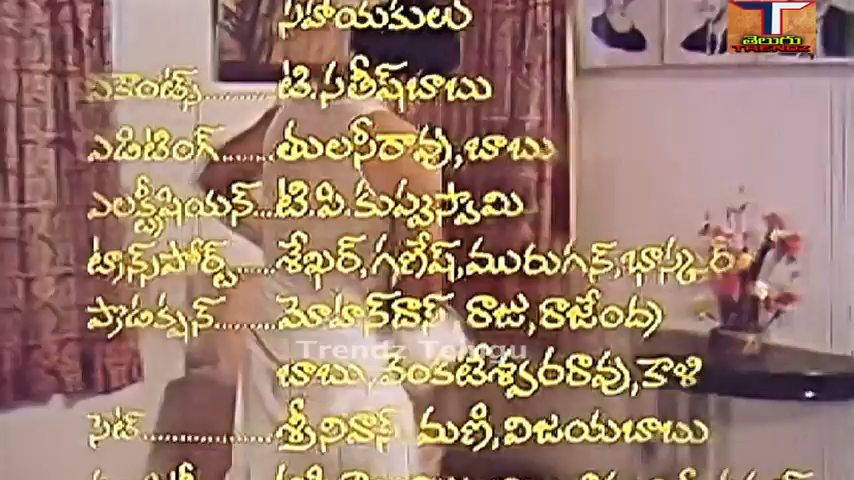 తెలుగు
TRENDZ
సహాయకులు
ఎకౌంట్స్.......... టి.సతీష్‌బాబు
ఎడిటింగ్....... తులసీరావు, బాబు
ఎలక్ట్రీషియన్... టి.పి.కుప్పుస్వామి
ట్రాన్స్‌పోర్ట్..... శేఖర్, గణేష్, మురుగన్, భాస్కర్
ప్రొడక్షన్........ మోహన్‌దాస్ రాజు, రాజేంద్ర
Trendz Telugu
బాబు, వెంకటేశ్వరరావు, కాళి
సెట్................ శ్రీనివాస్ మణి, విజయబాబు